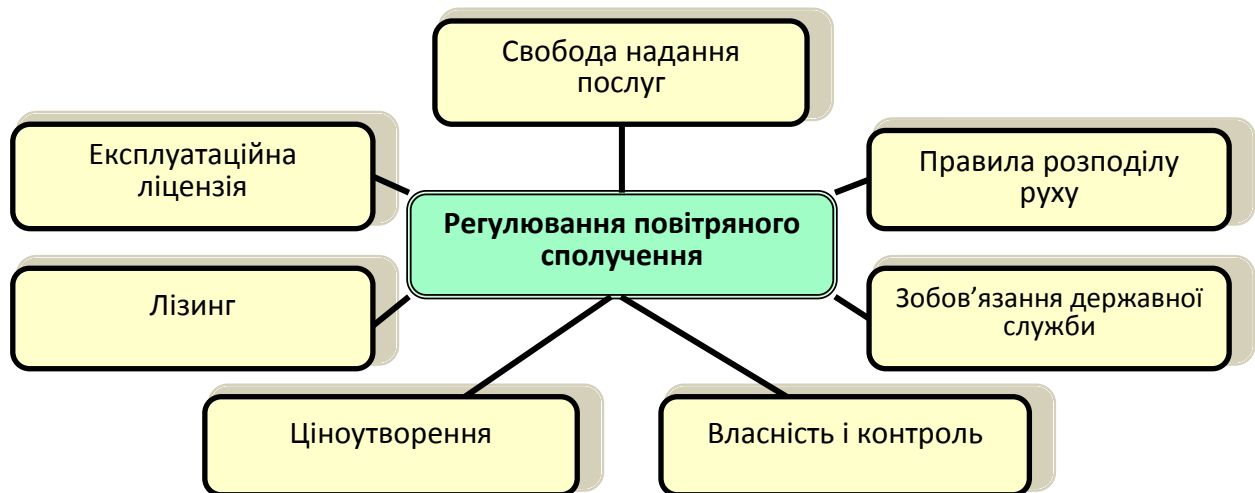 Свобода надання
послуг
Експлуатаційна
ліцензія
Правила розподілу
руху
Регулювання повітряного
сполучення
Лізинг
Зобов’язання державної
служби
Ціноутворення
Власність і контроль